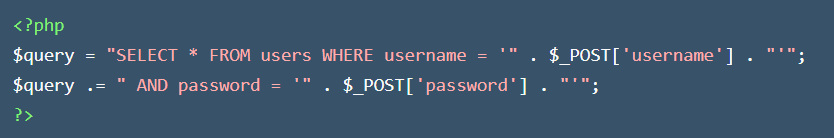 <?php
$query = "SELECT * FROM users WHERE username = '" . $_POST['username'] . "'";
$query .= " AND password = '" . $_POST['password'] . "'";
?>